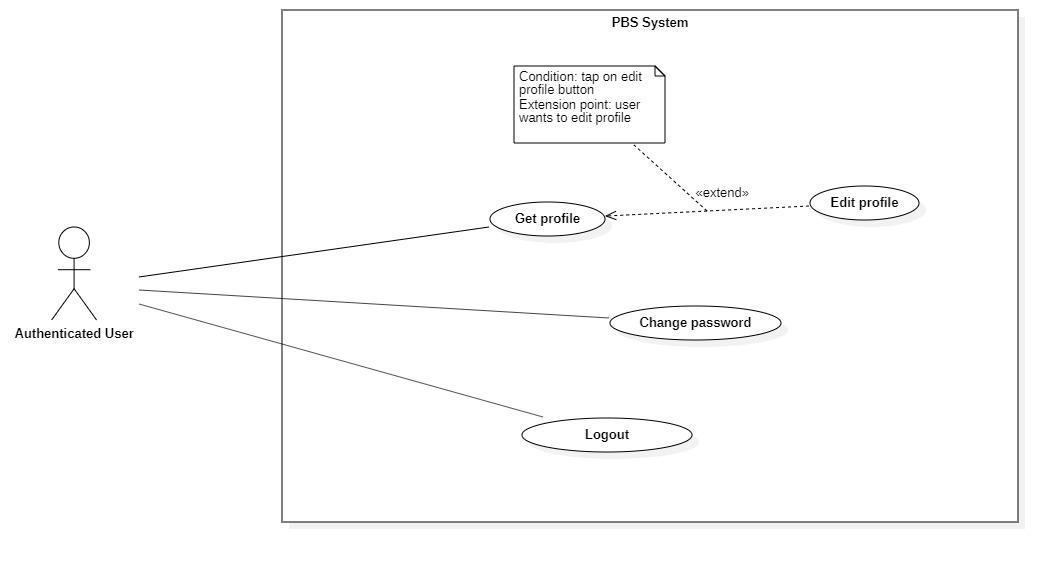 PBS System
Condition: tap on edit
profile button
Extension point: user
wants to edit profile
«extend»
Edit profile
Get profile
Authenticated User
Change password
Logout